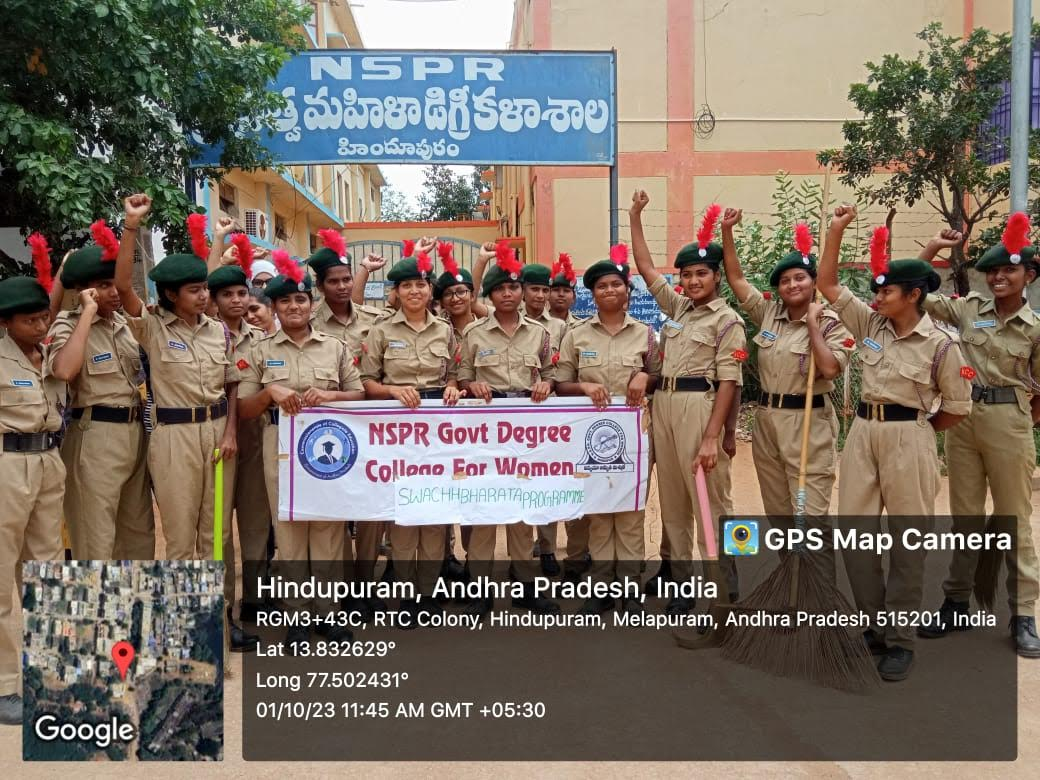 NSPR
త్వ మహిళా డిగ్రీ కళాశాల
హిందూపురం
NSPR Govt Degree
College For Women
SWACHH BHARATA PROGRAMME
GPS Map Camera
Hindupuram, Andhra Pradesh, India
RGM3+43C, RTC Colony, Hindupuram, Melapuram, Andhra Pradesh 515201, India
Lat 13.832629°
Long 77.502431°
01/10/23 11:45 AM GMT +05:30
Google